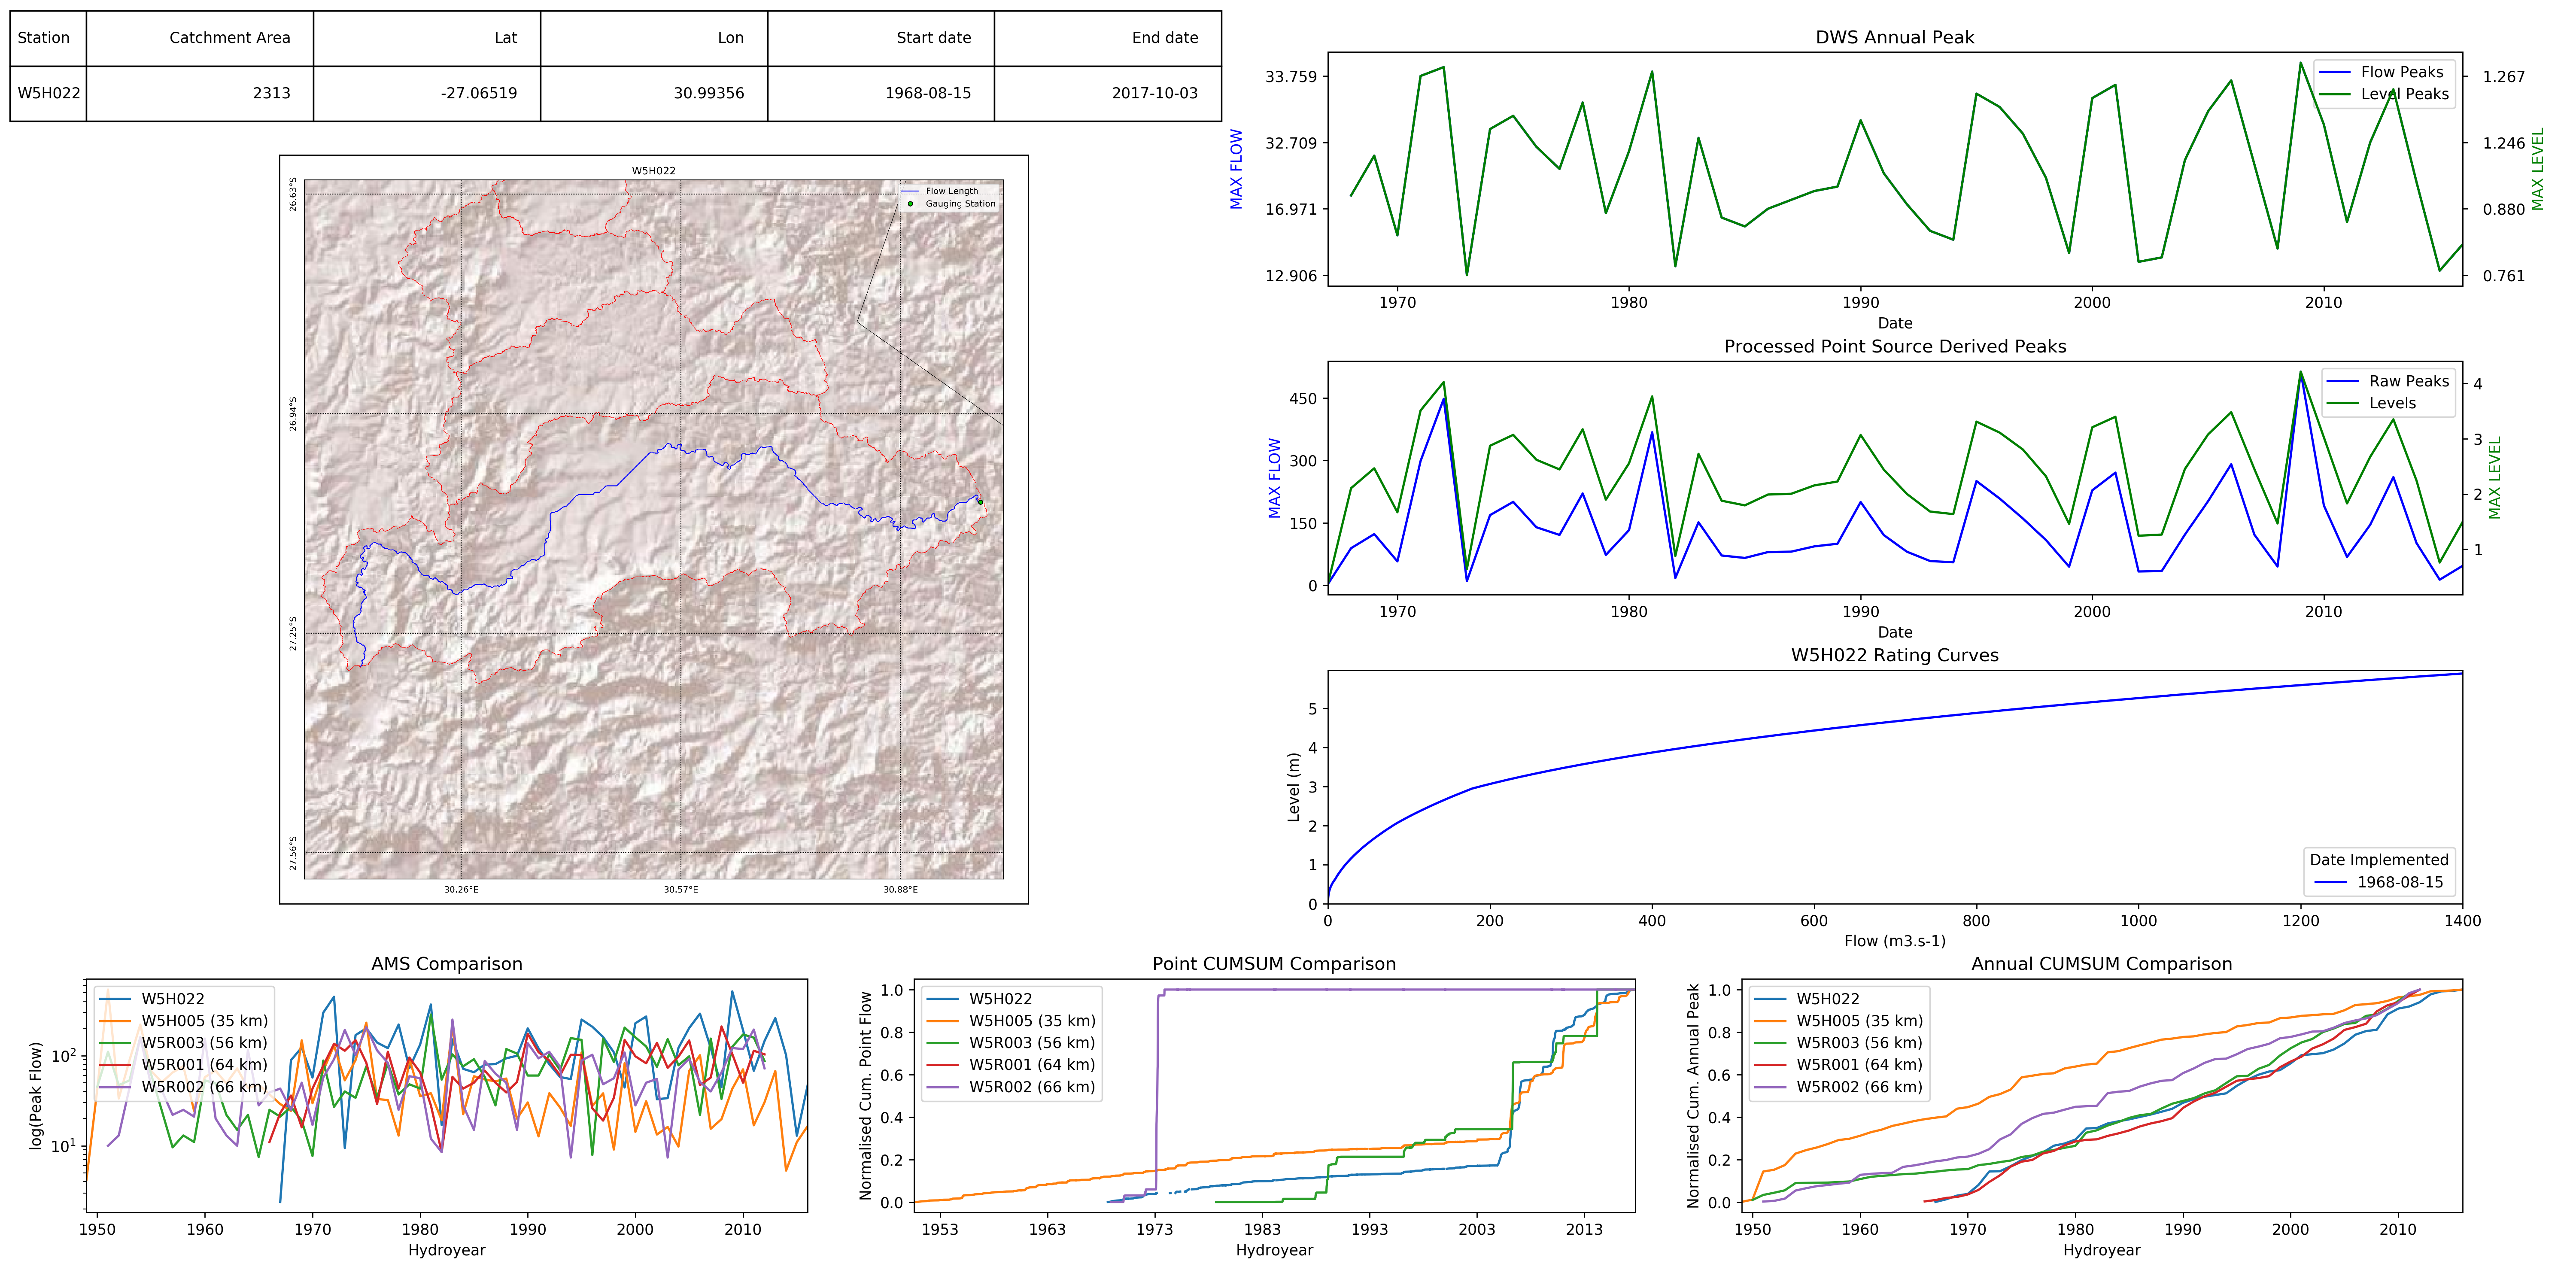 Station Catchment Area Lat Lon Start date End date
W5H022 2313 -27.06519 30.99356 1968-08-15 2017-10-03
W5H022
Flow Length
Gauging Station
26.63°S
26.94°S
27.25°S
27.56°S
30.26°E 30.57°E 30.88°E
DWS Annual Peak
MAX FLOW
33.759
32.709
16.971
12.906
Flow Peaks
Level Peaks
1.267
1.246
0.880
0.761
MAX LEVEL
1970 1980 1990 2000 2010
Date
Processed Point Source Derived Peaks
MAX FLOW
450
300
150
0
Raw Peaks
Levels
4
3
2
1
MAX LEVEL
1970 1980 1990 2000 2010
Date
W5H022 Rating Curves
Level (m)
5
4
3
2
1
0
Date Implemented
1968-08-15
0 200 400 600 800 1000 1200 1400
Flow (m3.s-1)
AMS Comparison
log(Peak Flow)
10²
10¹
W5H022
W5H005 (35 km)
W5R003 (56 km)
W5R001 (64 km)
W5R002 (66 km)
1950 1960 1970 1980 1990 2000 2010
Hydroyear
Point CUMSUM Comparison
Normalised Cum. Point Flow
1.0
0.8
0.6
0.4
0.2
0.0
W5H022
W5H005 (35 km)
W5R003 (56 km)
W5R001 (64 km)
W5R002 (66 km)
1953 1963 1973 1983 1993 2003 2013
Hydroyear
Annual CUMSUM Comparison
Normalised Cum. Annual Peak
1.0
0.8
0.6
0.4
0.2
0.0
W5H022
W5H005 (35 km)
W5R003 (56 km)
W5R001 (64 km)
W5R002 (66 km)
1950 1960 1970 1980 1990 2000 2010
Hydroyear